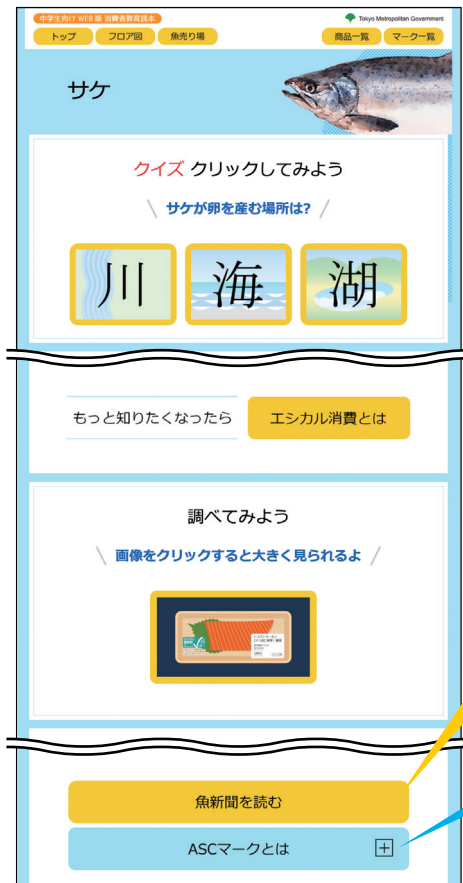 中学生向け WEB 版 消費者教育読本
Tokyo Metropolitan Government
トップ
フロア図
魚売り場
商品一覧
マーク一覧
サケ
クイズ クリックしてみよう
サケが卵を産む場所は?
川
海
湖
もっと知りたくなったら
エシカル消費とは
調べてみよう
画像をクリックすると大きく見られるよ
魚新聞を読む
ASCマークとは